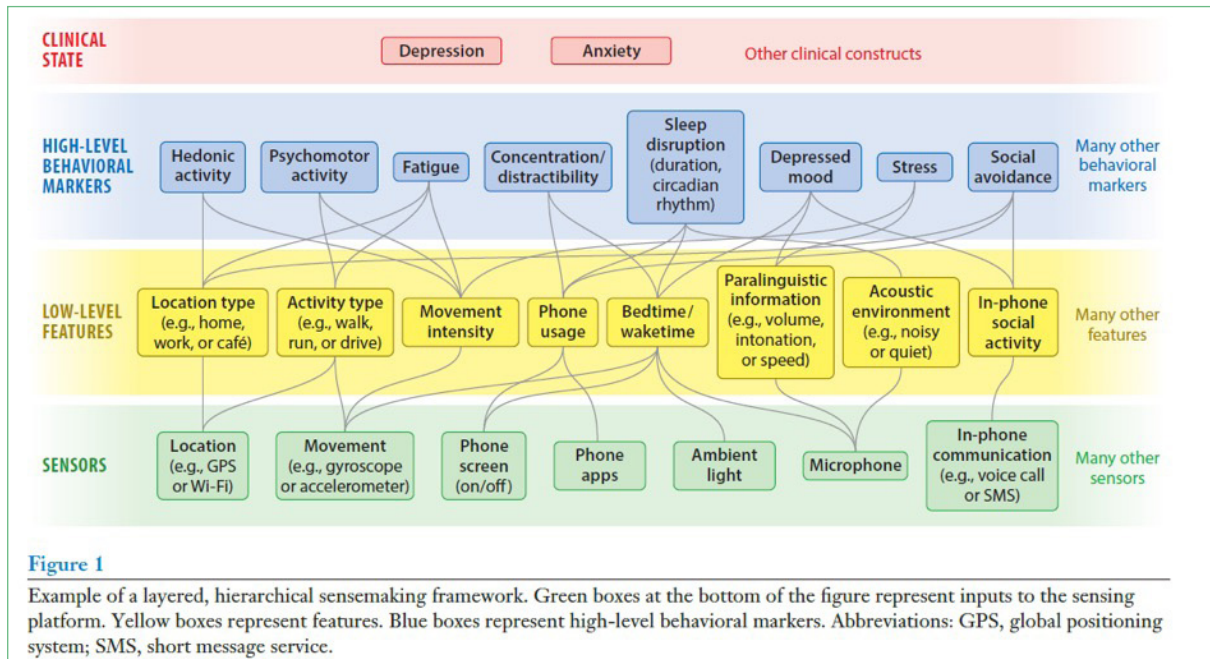 CLINICAL
STATE
Depression
Anxiety
Other clinical constructs
HIGH-LEVEL
BEHAVIORAL
MARKERS
Hedonic
activity
Psychomotor
activity
Fatigue
Concentration/
distractibility
Sleep
disruption
(duration,
circadian
rhythm)
Depressed
mood
Stress
Social
avoidance
Many other
behavioral
markers
LOW-LEVEL
FEATURES
Location type
(e.g., home,
work, or café)
Activity type
(e.g., walk,
run, or drive)
Movement
intensity
Phone
usage
Bedtime/
waketime
Paralinguistic
information
(e.g., volume,
intonation,
or speed)
Acoustic
environment
(e.g., noisy
or quiet)
In-phone
social
activity
Many other
features
SENSORS
Location
(e.g., GPS
or Wi-Fi)
Movement
(e.g., gyroscope
or accelerometer)
Phone
screen
(on/off)
Phone
apps
Ambient
light
Microphone
In-phone
communication
(e.g., voice call
or SMS)
Many other
sensors
Figure 1
Example of a layered, hierarchical sensemaking framework. Green boxes at the bottom of the figure represent inputs to the sensing
platform. Yellow boxes represent features. Blue boxes represent high-level behavioral markers. Abbreviations: GPS, global positioning
system; SMS, short message service.